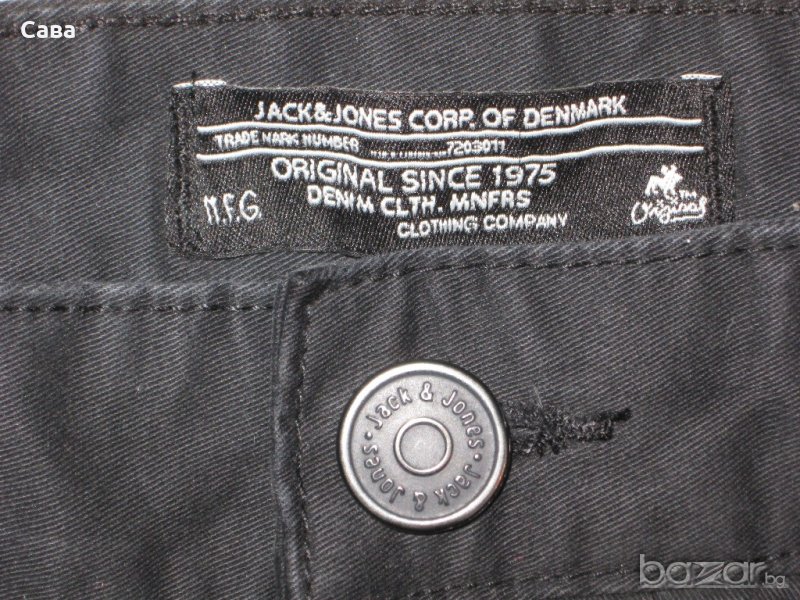 Сава
JACK&JONES CORP. OF DENMARK
TRADE MARK NUMBER 7209011
ORIGINAL SINCE 1975
DENIM CLTH. MNFRS
M.F.G.
CLOTHING COMPANY
Originals
Jack & Jones · Jack & Jones ·
bazar.bg